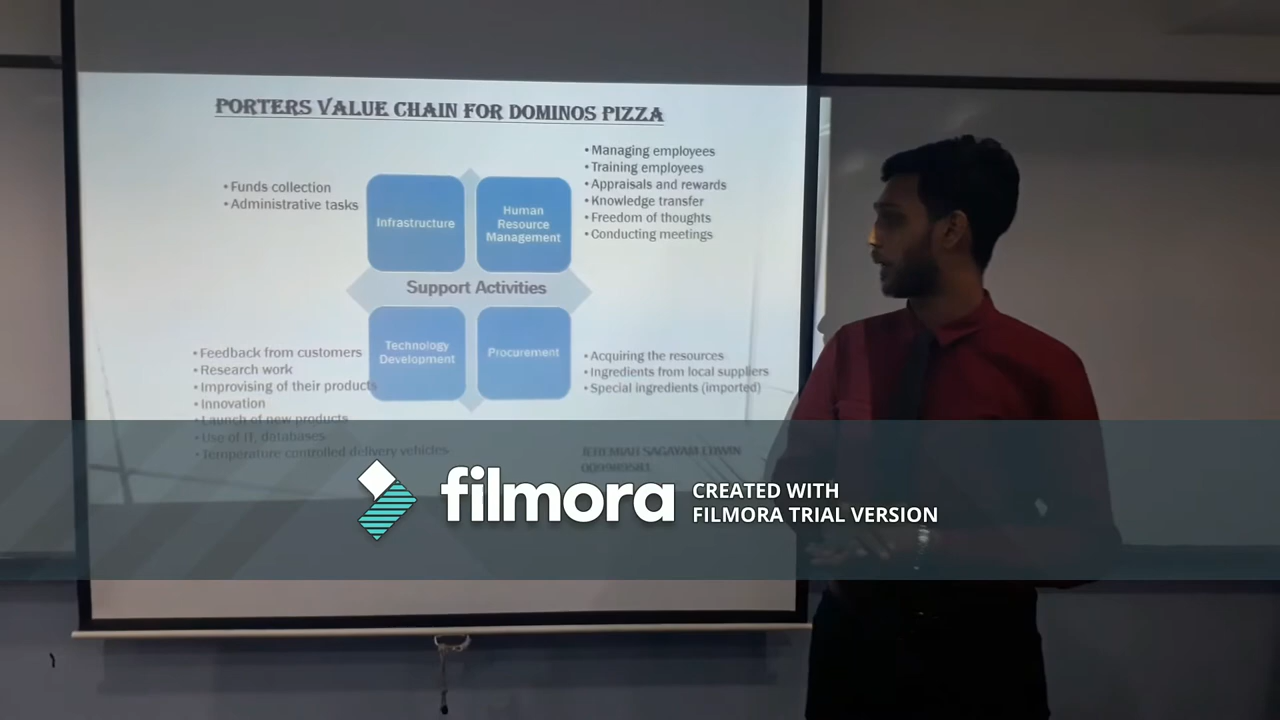 PORTERS VALUE CHAIN FOR DOMINOS PIZZA
• Funds collection
• Administrative tasks
Infrastructure
Human
Resource
Management
• Managing employees
• Training employees
• Appraisals and rewards
• Knowledge transfer
• Freedom of thoughts
• Conducting meetings
Support Activities
• Feedback from customers
• Research work
• Improvising of their products
• Innovation
• Launch of new products
• Use of IT, databases
• Temperature controlled delivery vehicles
Technology
Development
Procurement
• Acquiring the resources
• Ingredients from local suppliers
• Special ingredients (imported)
SAGAYAM EDWIN
filmora
CREATED WITH
FILMORA TRIAL VERSION